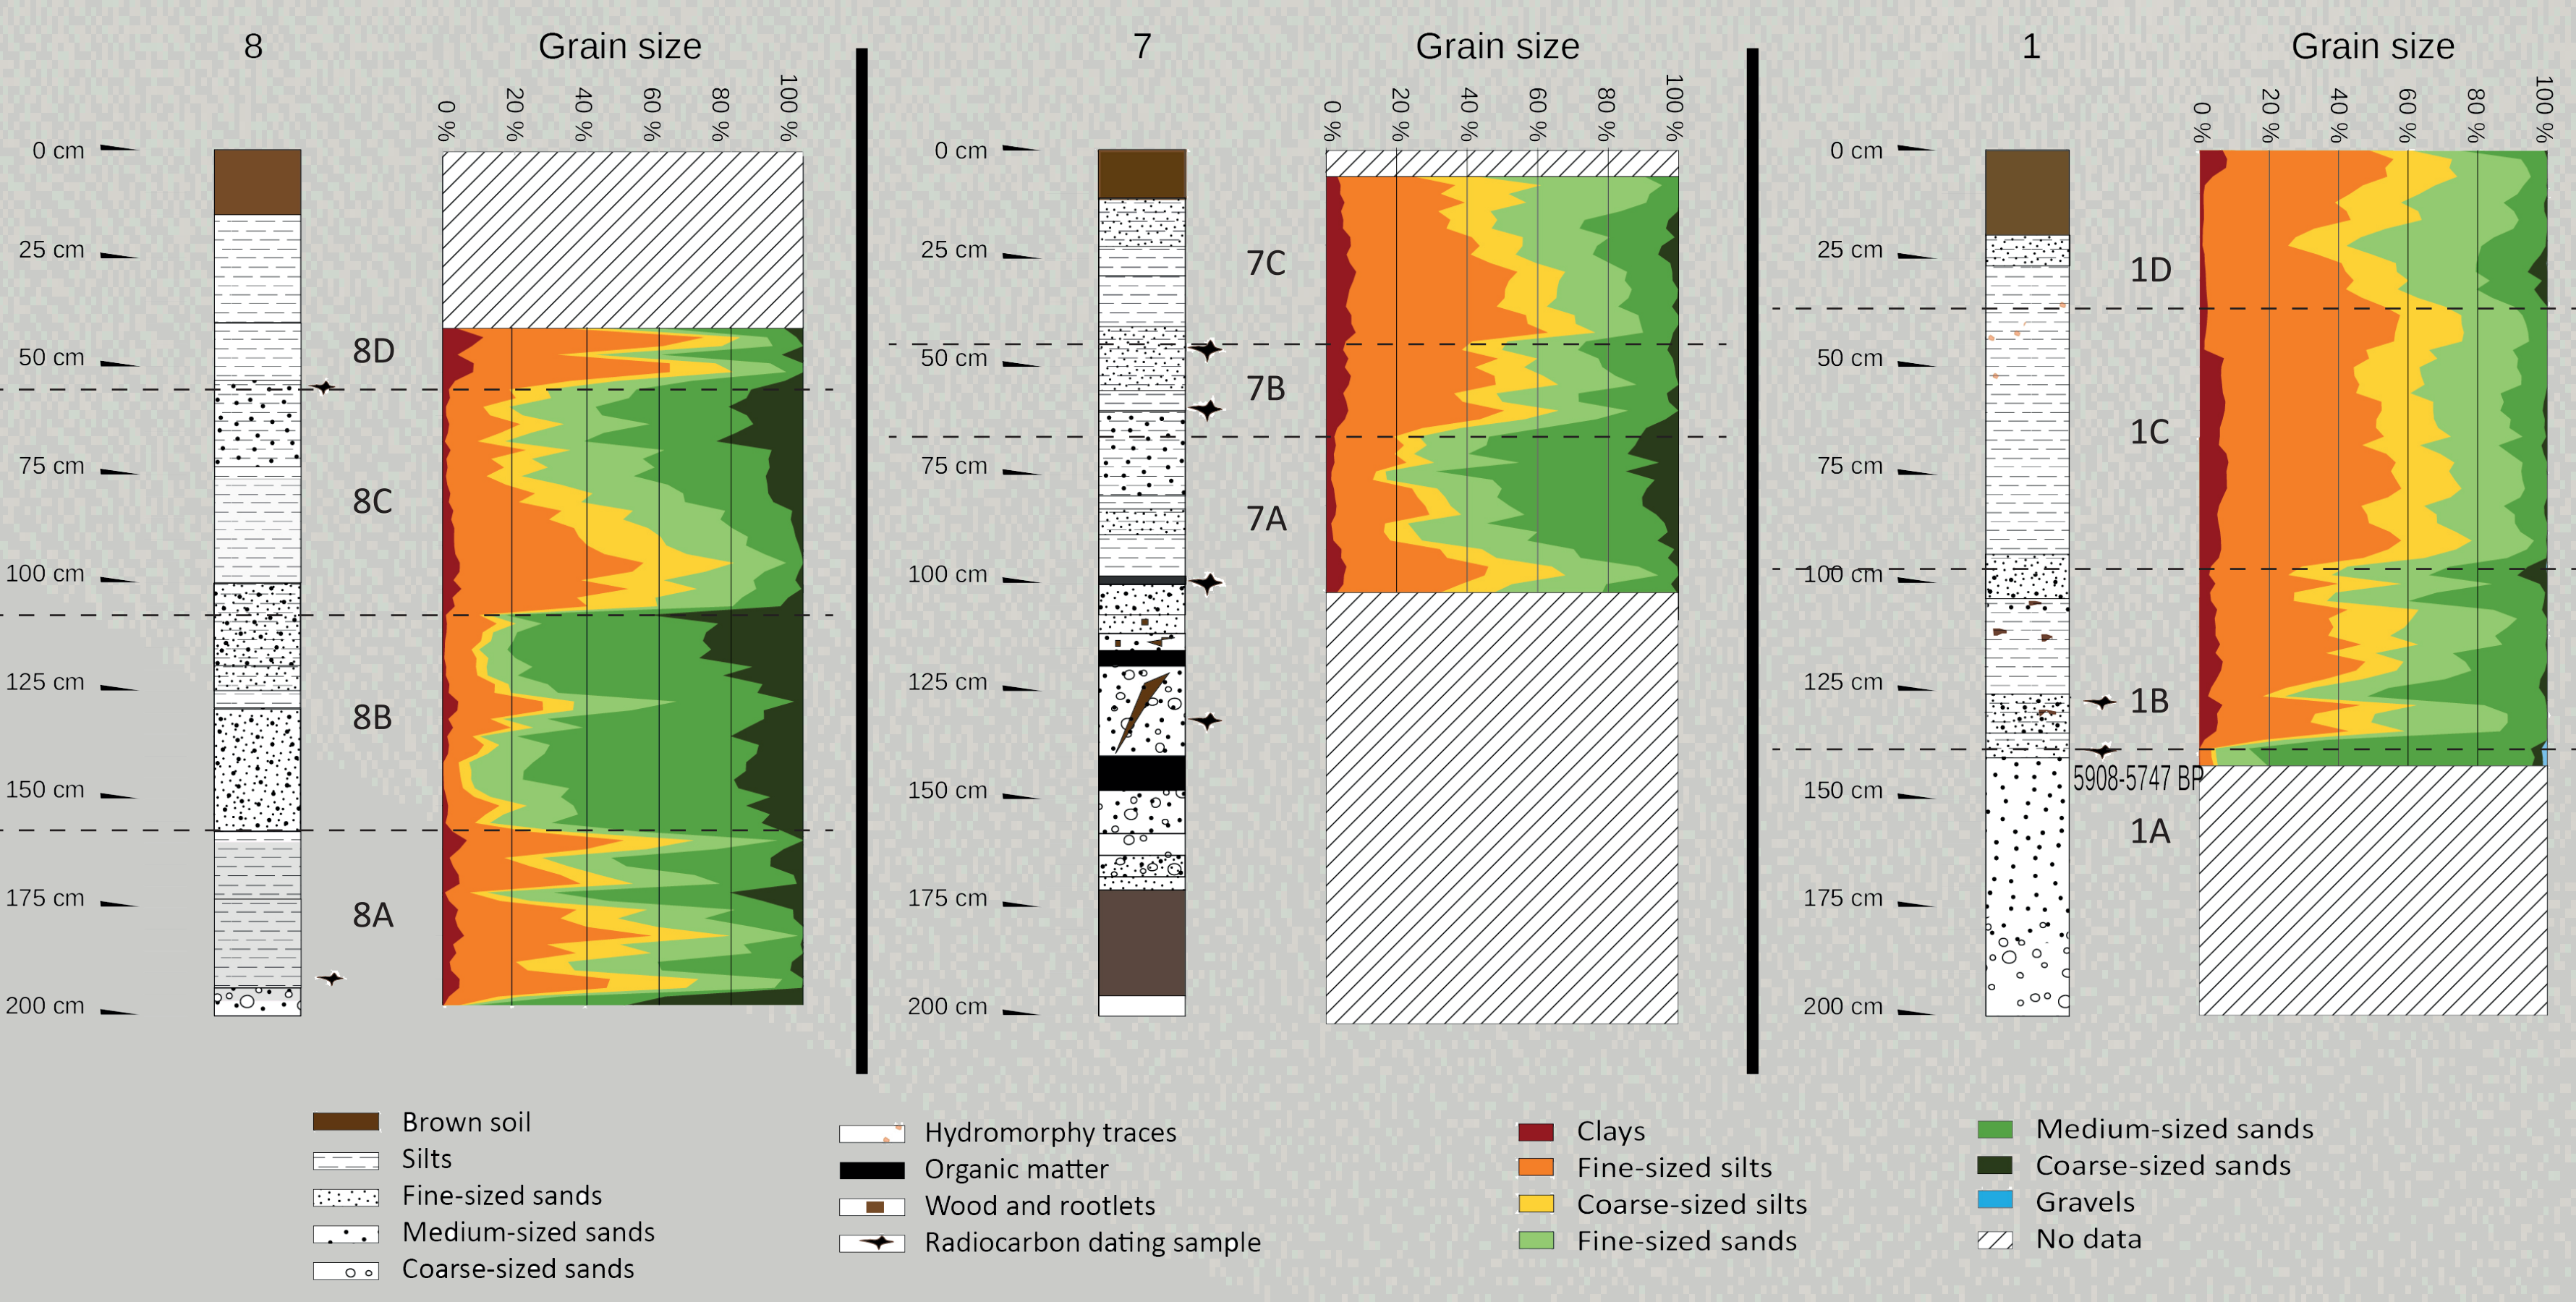 8 Grain size
0 % 20 % 40 % 60 % 80 % 100 %
0 cm
25 cm
50 cm
75 cm
100 cm
125 cm
150 cm
175 cm
200 cm
8D
8C
8B
8A
7 Grain size
0 % 20 % 40 % 60 % 80 % 100 %
0 cm
25 cm
50 cm
75 cm
100 cm
125 cm
150 cm
175 cm
200 cm
7C
7B
7A
1 Grain size
0 % 20 % 40 % 60 % 80 % 100 %
0 cm
25 cm
50 cm
75 cm
100 cm
125 cm
150 cm
175 cm
200 cm
1D
1C
1B
5908-5747 BP
1A
Brown soil
Silts
Fine-sized sands
Medium-sized sands
Coarse-sized sands
Hydromorphy traces
Organic matter
Wood and rootlets
Radiocarbon dating sample
Clays
Fine-sized silts
Coarse-sized silts
Fine-sized sands
Medium-sized sands
Coarse-sized sands
Gravels
No data